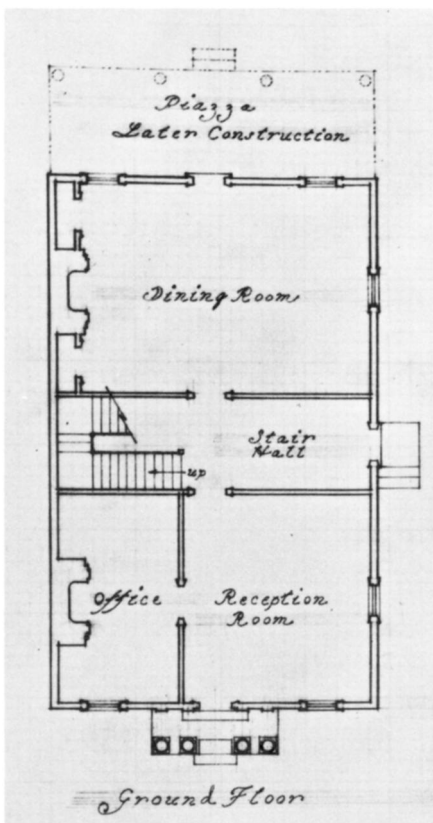 Piazza
Later Construction
Dining Room
Stair
Hall
up
Office
Reception
Room
Ground Floor